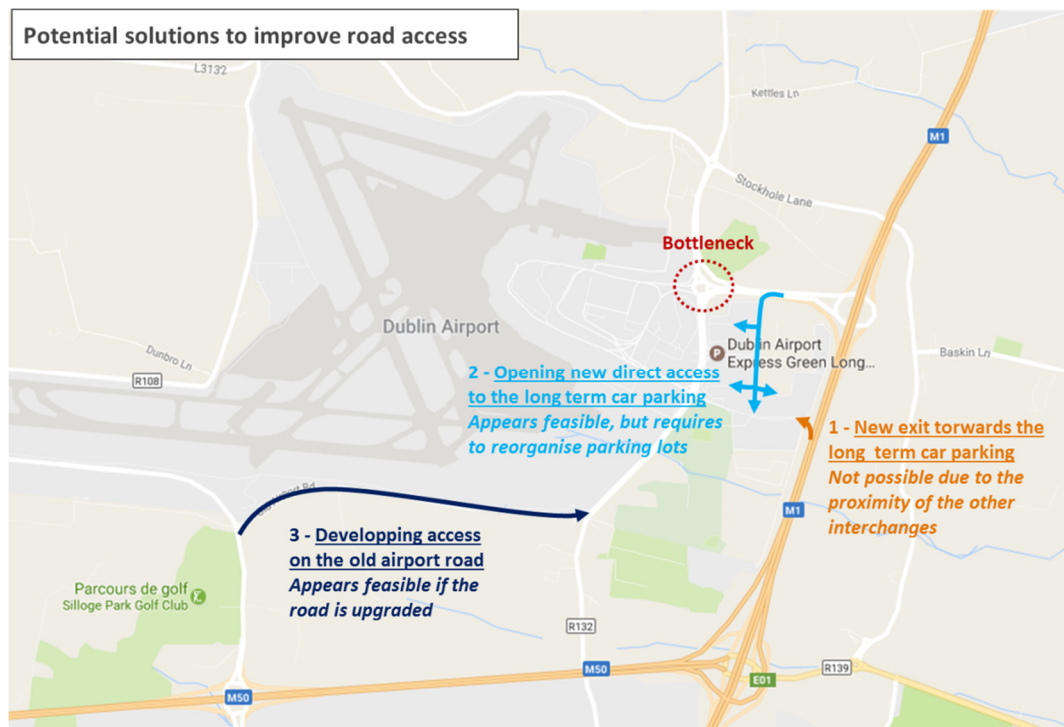 Potential solutions to improve road access
L3132
Kettles Ln
M1
Stockhole Lane
Bottleneck
Dublin Airport
Dunbro Ln
R108
Dublin Airport
Express Green Long...
Baskin Ln
2 - Opening new direct access
to the long term car parking
Appears feasible, but requires
to reorganise parking lots
1 - New exit torwards the
long term car parking
Not possible due to the
proximity of the other
interchanges
M1
3 - Developping access
on the old airport road
Appears feasible if the
road is upgraded
Parcours de golf
Silloge Park Golf Club
R132
M50
M50
E01
R139